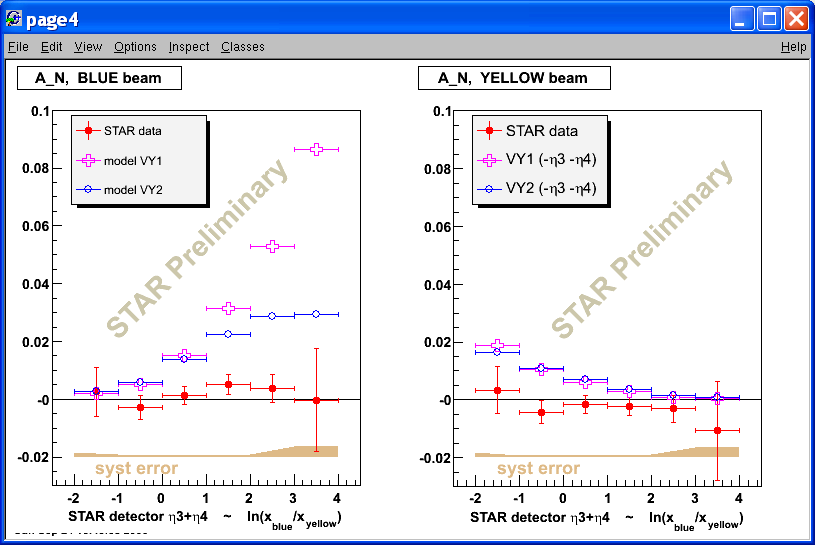 page4
File Edit View Options Inspect Classes Help
A_N, BLUE beam
A_N, YELLOW beam
0.1
0.08
0.06
0.04
0.02
-0
-0.02
STAR data
model VY1
model VY2
STAR Preliminary
syst error
-2 -1 0 1 2 3 4
STAR detector η3+η4 ~ ln(x_blue/x_yellow)
0.1
0.08
0.06
0.04
0.02
-0
-0.02
STAR data
VY1 (-η3 -η4)
VY2 (-η3 -η4)
STAR Preliminary
syst error
-2 -1 0 1 2 3 4
STAR detector η3+η4 ~ ln(x_blue/x_yellow)